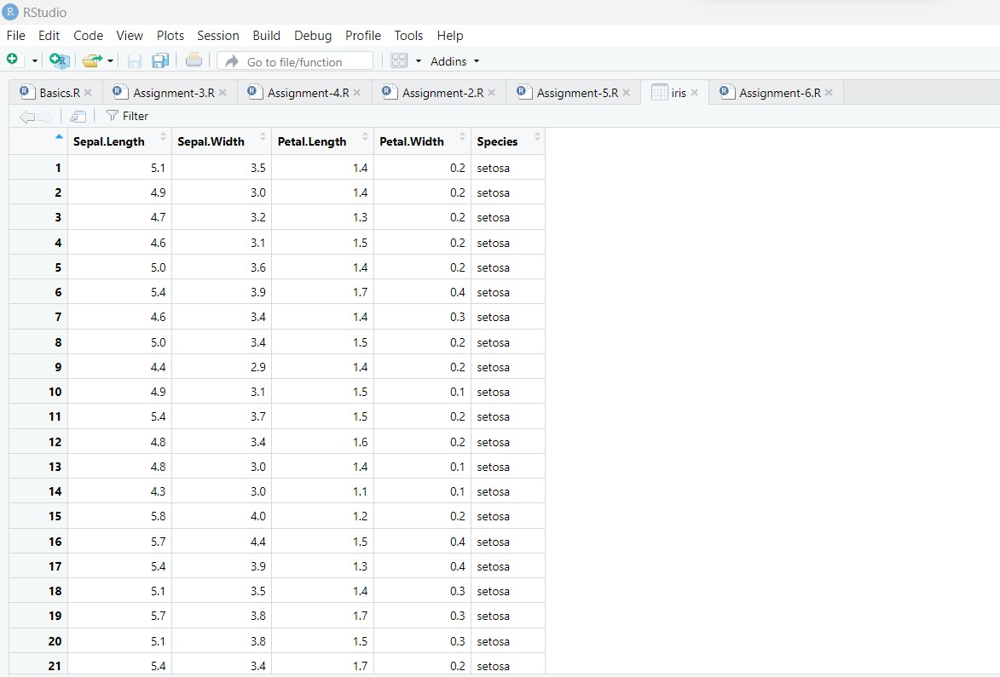 R RStudio
File Edit Code View Plots Session Build Debug Profile Tools Help
R Go to file/function Addins
R Basics.R R Assignment-3.R R Assignment-4.R R Assignment-2.R R Assignment-5.R iris R Assignment-6.R
Filter
Sepal.Length Sepal.Width Petal.Length Petal.Width Species
1 5.1 3.5 1.4 0.2 setosa
2 4.9 3.0 1.4 0.2 setosa
3 4.7 3.2 1.3 0.2 setosa
4 4.6 3.1 1.5 0.2 setosa
5 5.0 3.6 1.4 0.2 setosa
6 5.4 3.9 1.7 0.4 setosa
7 4.6 3.4 1.4 0.3 setosa
8 5.0 3.4 1.5 0.2 setosa
9 4.4 2.9 1.4 0.2 setosa
10 4.9 3.1 1.5 0.1 setosa
11 5.4 3.7 1.5 0.2 setosa
12 4.8 3.4 1.6 0.2 setosa
13 4.8 3.0 1.4 0.1 setosa
14 4.3 3.0 1.1 0.1 setosa
15 5.8 4.0 1.2 0.2 setosa
16 5.7 4.4 1.5 0.4 setosa
17 5.4 3.9 1.3 0.4 setosa
18 5.1 3.5 1.4 0.3 setosa
19 5.7 3.8 1.7 0.3 setosa
20 5.1 3.8 1.5 0.3 setosa
21 5.4 3.4 1.7 0.2 setosa